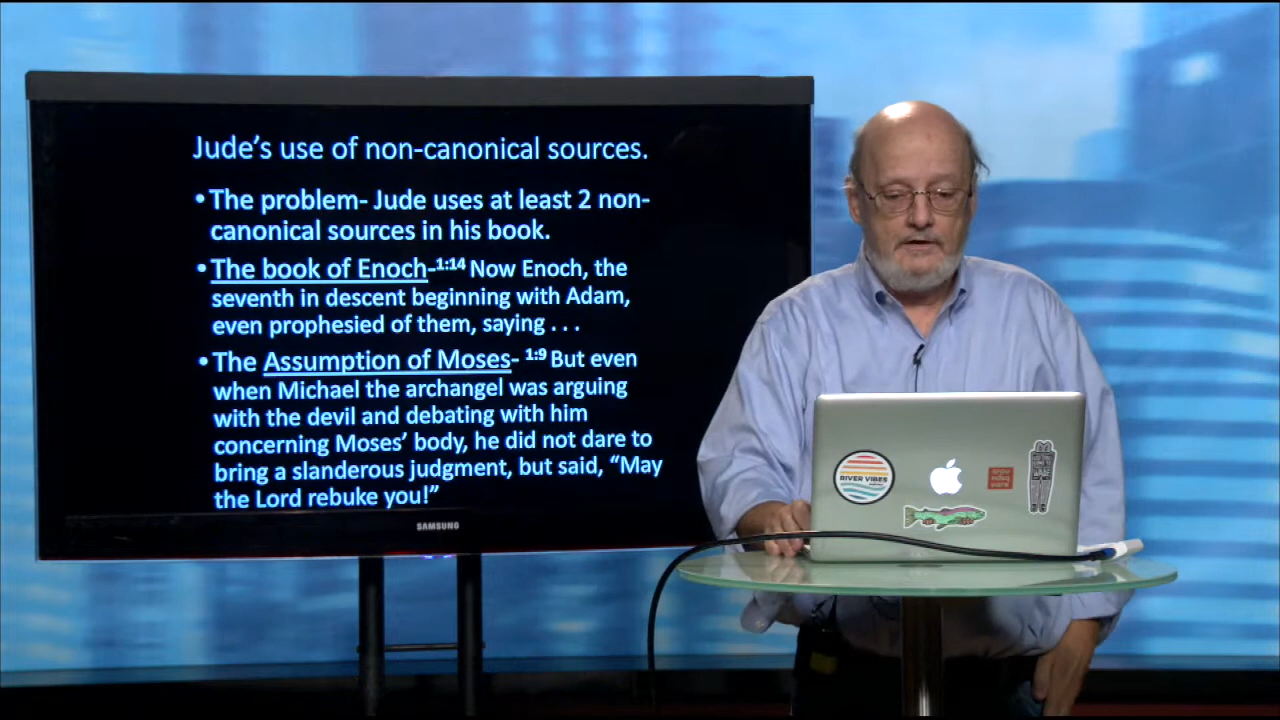 Jude's use of non-canonical sources.
•The problem- Jude uses at least 2 non-
canonical sources in his book.
•The book of Enoch-1:14 Now Enoch, the
seventh in descent beginning with Adam,
even prophesied of them, saying . . .
•The Assumption of Moses- 1:9 But even
when Michael the archangel was arguing
with the devil and debating with him
concerning Moses' body, he did not dare to
bring a slanderous judgment, but said, “May
the Lord rebuke you!”
SAMSUNG
RIVER VIBES